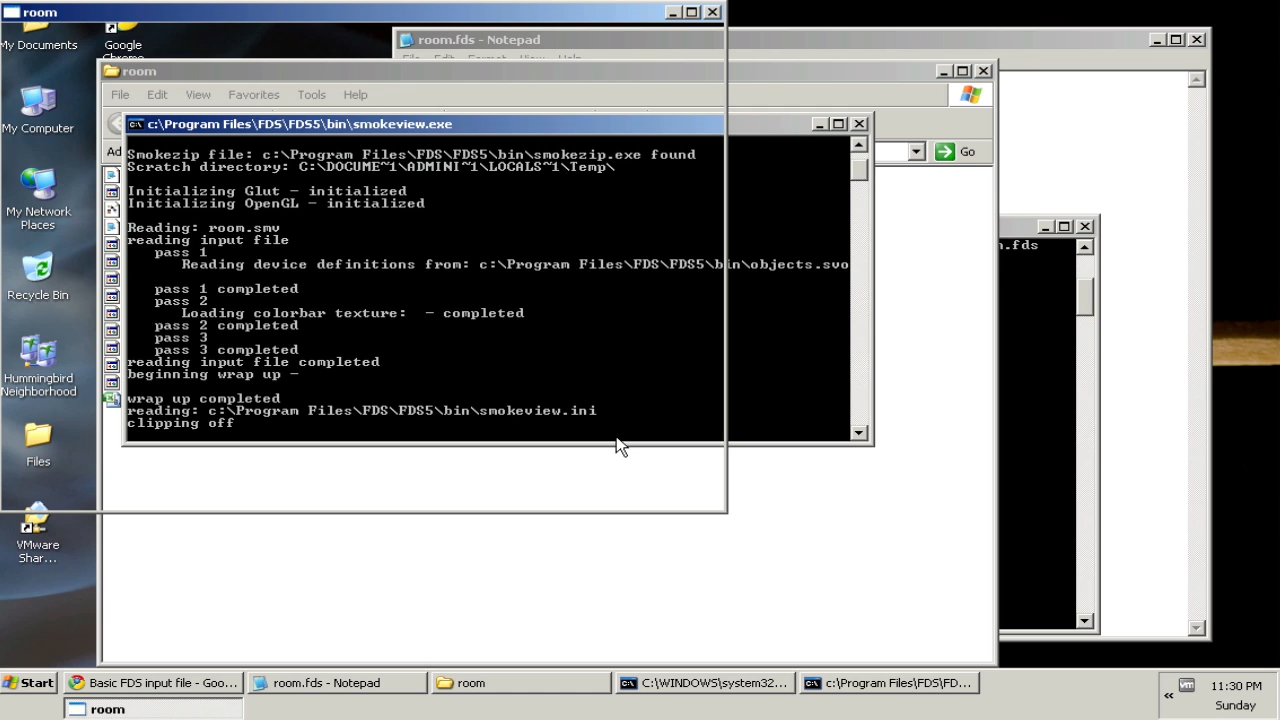 room
My Documents
Google
Chrome
room.fds - Notepad
File Edit Format View Help
room
File Edit View Favorites Tools Help
My Computer
c:\Program Files\FDS\FDS5\bin\smokeview.exe
Ad
Go
Smokezip file: c:\Program Files\FDS\FDS5\bin\smokezip.exe found
Scratch directory: C:\DOCUME~1\ADMINI~1\LOCALS~1\Temp\
Initializing Glut - initialized
Initializing OpenGL - initialized
My Network
Places
Reading: room.smv
reading input file
pass 1
Reading device definitions from: c:\Program Files\FDS\FDS5\bin\objects.svo
n.fds
pass 1 completed
pass 2
Loading colorbar texture:  - completed
pass 2 completed
pass 3
pass 3 completed
reading input file completed
beginning wrap up -
wrap up completed
reading: c:\Program Files\FDS\FDS5\bin\smokeview.ini
clipping off
Recycle Bin
Hummingbird
Neighborhood
Files
VMware
Shar...
Start
Basic FDS input file - Goo...
room.fds - Notepad
room
C:\WINDOWS\system32...
c:\Program Files\FDS\FD...
room
«
11:30 PM
Sunday